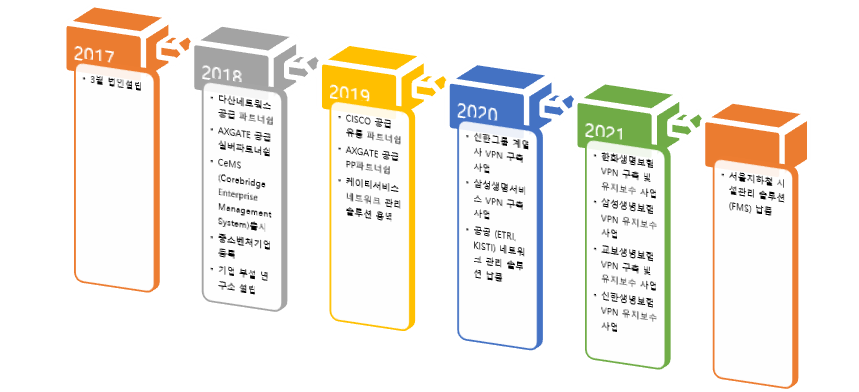 2017
• 3월 법인설립
2018
• 다산네트웍스
공급 파트너쉽
• AXGATE 공급
실버파트너쉽
• CeMS
(Corebridge
Enterprise
Management
System)출시
• 중소벤처기업
등록
• 기업 부설 연
구소 설립
2019
• CISCO 공급
유통 파트너쉽
• AXGATE 공급
PP파트너쉽
• 케이티서비스
네트워크 관리
솔루션 용역
2020
• 신한그룹 계열
사 VPN 구축
사업
• 삼성생명서비
스 VPN 구축
사업
• 공공 (ETRI,
KISTI) 네트워
크 관리 솔루
션 납품
2021
• 한화생명보험
VPN 구축 및
유지보수 사업
• 삼성생명보험
VPN 유지보수
사업
• 교보생명보험
VPN 구축 및
유지보수 사업
• 신한생명보험
VPN 유지보수
사업
• 서울지하철 시
설관리 솔루션
(FMS) 납품